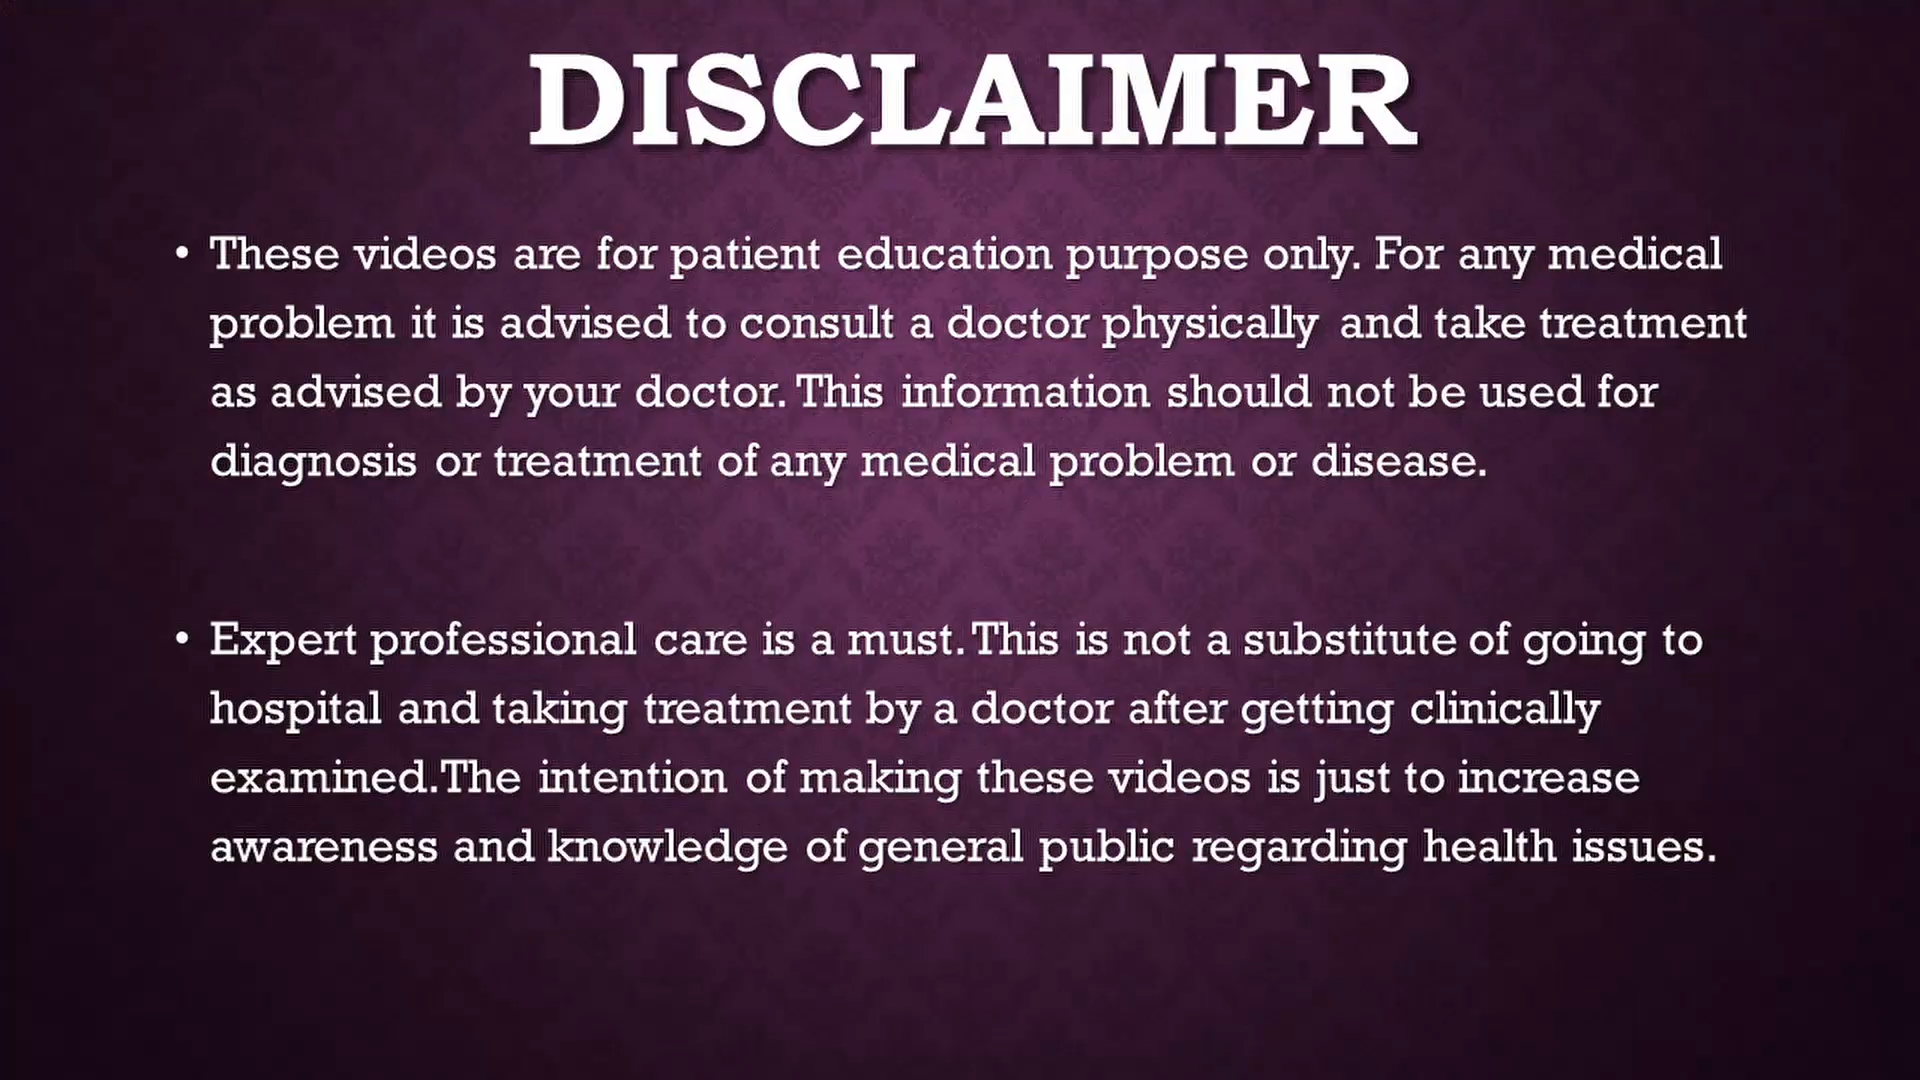 DISCLAIMER
• These videos are for patient education purpose only. For any medical
problem it is advised to consult a doctor physically and take treatment
as advised by your doctor. This information should not be used for
diagnosis or treatment of any medical problem or disease.
• Expert professional care is a must. This is not a substitute of going to
hospital and taking treatment by a doctor after getting clinically
examined.The intention of making these videos is just to increase
awareness and knowledge of general public regarding health issues.